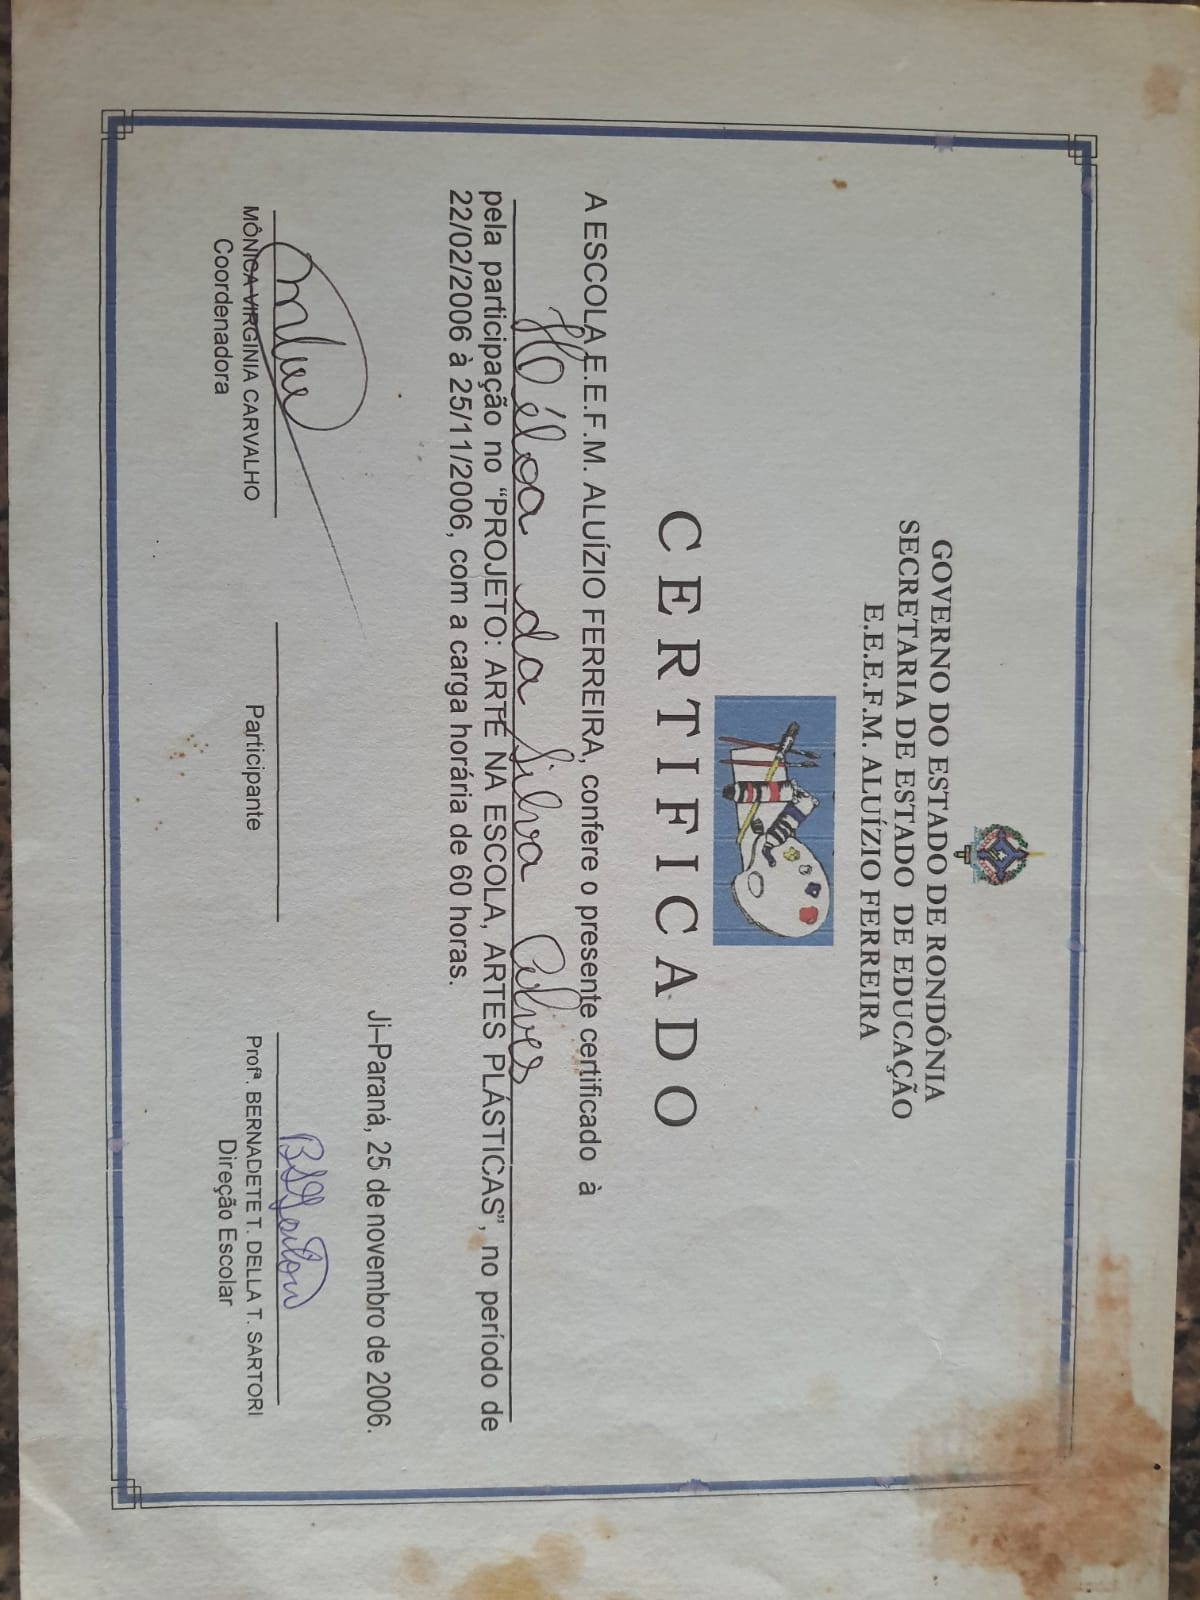 GOVERNO DO ESTADO DE RONDÔNIA
SECRETARIA DE ESTADO DE EDUCAÇÃO
E.E.E.F.M. ALUÍZIO FERREIRA
CERTIFICADO
A ESCOLA E.E.F.M. ALUÍZIO FERREIRA, confere o presente certificado à
Héloa da Silva Alves
pela participação no “PROJETO: ARTE NA ESCOLA, ARTES PLÁSTICAS”, no período de
22/02/2006 à 25/11/2006, com a carga horária de 60 horas.
Ji–Paraná, 25 de novembro de 2006.
MÔNICA VIRGINIA CARVALHO
Coordenadora
Participante
BSSartori
Profª. BERNADETE T. DELLA T. SARTORI
Direção Escolar